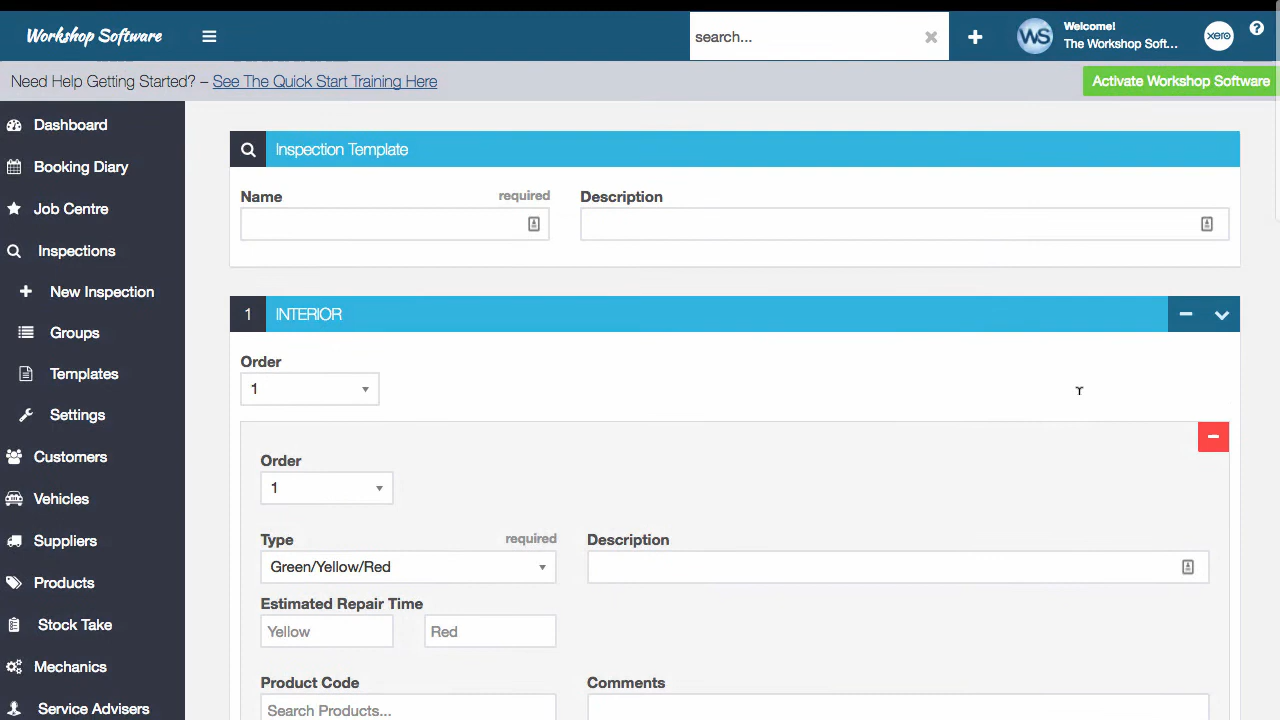 Workshop Software
search...
Welcome!
The Workshop Soft...
WS
xero
Need Help Getting Started? – See The Quick Start Training Here
Activate Workshop Software
Dashboard
Booking Diary
Job Centre
Inspections
New Inspection
Groups
Templates
Settings
Customers
Vehicles
Suppliers
Products
Stock Take
Mechanics
Service Advisers
Inspection Template
Name required
Description
1 INTERIOR
Order
1
Order
1
Type required
Description
Green/Yellow/Red
Estimated Repair Time
Yellow Red
Product Code
Comments
Search Products...